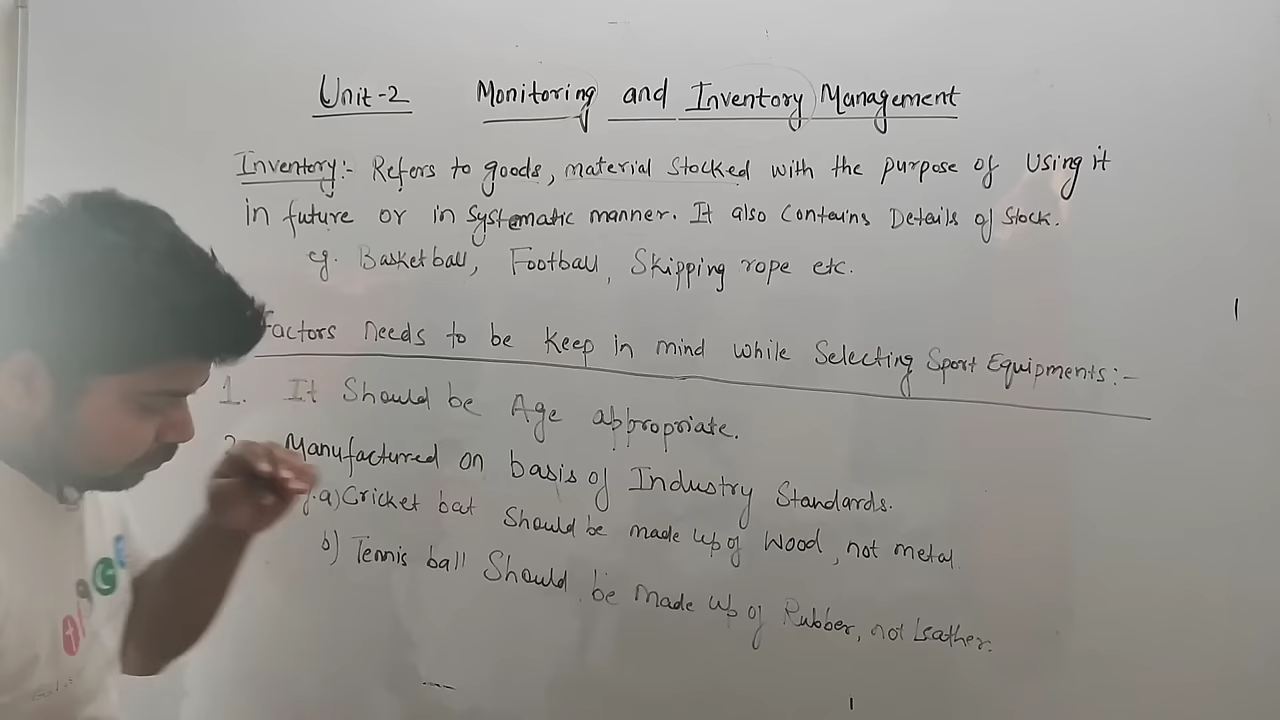 Unit-2 Monitoring and Inventory Management
Inventory:- Refers to goods, material stocked with the purpose of Using it
in future or in Systematic manner. It also Contains Details of Stock.
eg. Basketball, Football, Skipping rope etc.
Factors Needs to be Keep in mind while Selecting Sport Equipments:-
1. It Should be Age appropriate.
2 Manufactured on basis of Industry Standards.
a) Cricket bat Should be made up of Wood, not metal
b) Tennis ball Should be Made up of Rubber, not Leather.